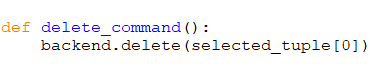 def delete_command():
    backend.delete(selected_tuple[0])